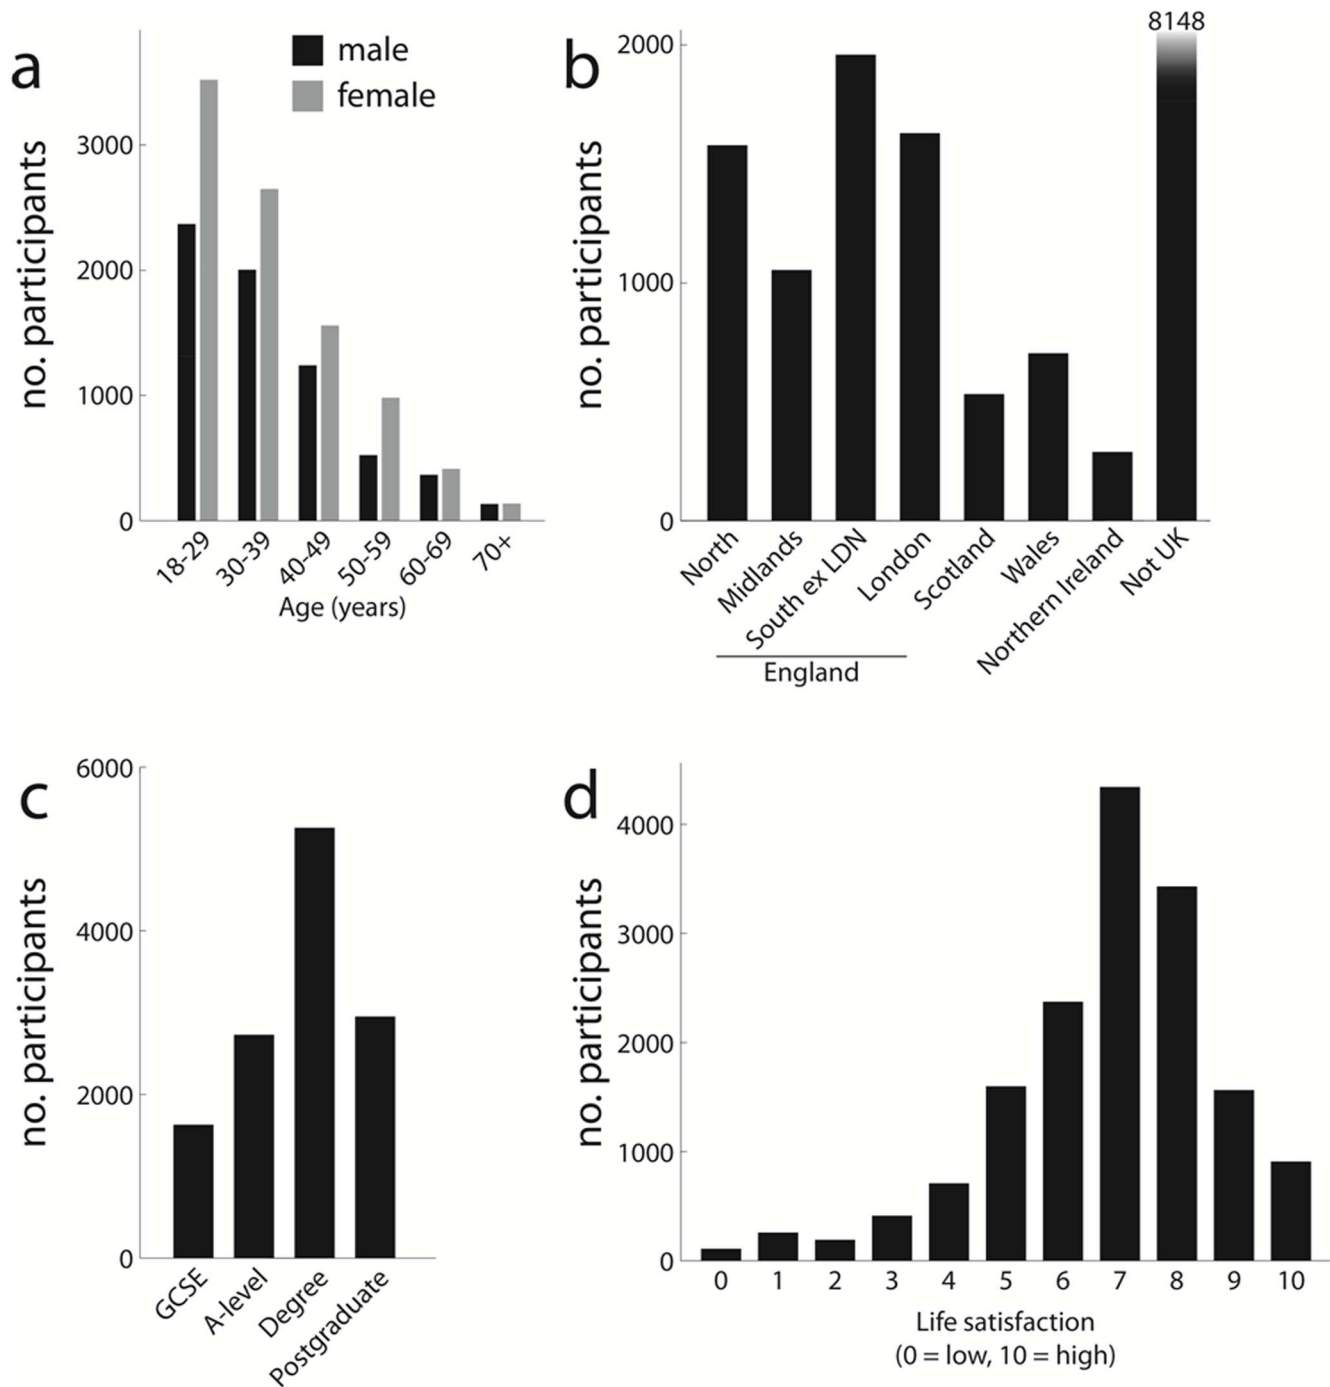 a
male
female
no. participants
3000
2000
1000
0
18-29
30-39
40-49
50-59
60-69
70+
Age (years)
b
8148
no. participants
2000
1000
0
North
Midlands
South ex LDN
London
Scotland
Wales
Northern Ireland
Not UK
England
c
no. participants
6000
4000
2000
0
GCSE
A-level
Degree
Postgraduate
d
no. participants
4000
3000
2000
1000
0
0 1 2 3 4 5 6 7 8 9 10
Life satisfaction
(0 = low, 10 = high)